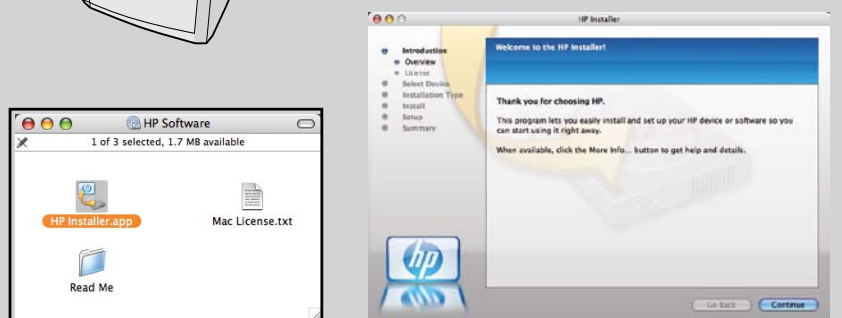 HP Software
1 of 3 selected, 1.7 MB available
HP Installer.app
Mac License.txt
Read Me
HP Installer
Introduction
Overview
License
Select Device
Installation Type
Install
Setup
Summary
Welcome to the HP Installer!
Thank you for choosing HP.
This program lets you easily install and set up your HP device or software so you
can start using it right away.
When available, click the More Info... button to get help and details.
hp
Go Back
Continue